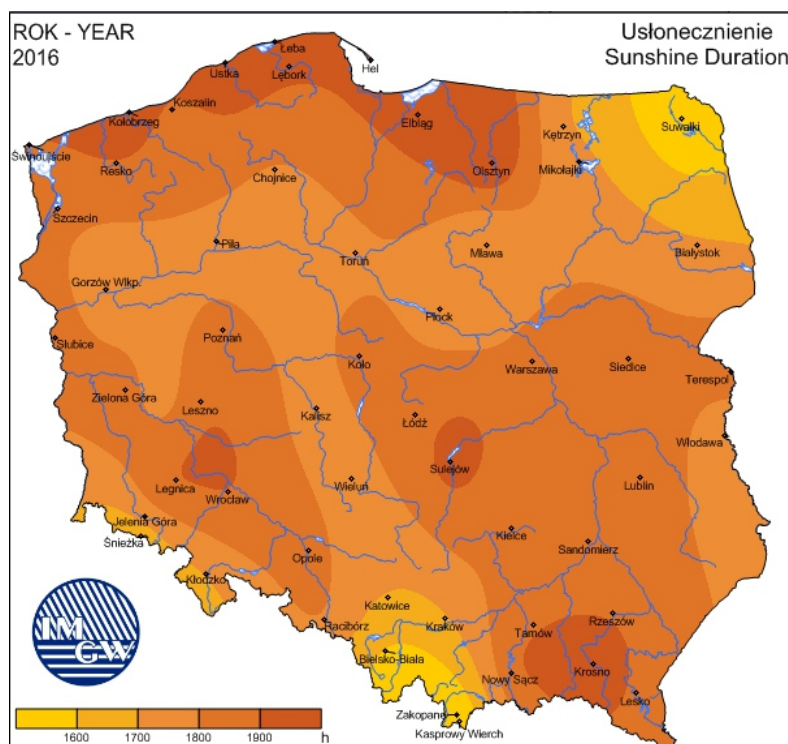 ROK - YEAR
2016
Usłonecznienie
Sunshine Duration
Łeba
Hel
Ustka
Lębork
Koszalin
Kołobrzeg
Elbląg
Suwałki
Kętrzyn
Świnoujście
Resko
Chojnice
Olsztyn
Mikołajki
Szczecin
Piła
Toruń
Mława
Białystok
Gorzów Wlkp.
Płock
Słubice
Poznań
Koło
Warszawa
Siedlce
Terespol
Zielona Góra
Leszno
Kalisz
Łódź
Włodawa
Sulejów
Legnica
Wrocław
Wieluń
Lublin
Jelenia Góra
Śnieżka
Kielce
Sandomierz
Opole
Kłodzko
Katowice
Racibórz
Kraków
Tarnów
Rzeszów
Bielsko-Biała
Nowy Sącz
Krosno
Lesko
Zakopane
Kasprowy Wierch
IM
GW
1600 1700 1800 1900 h